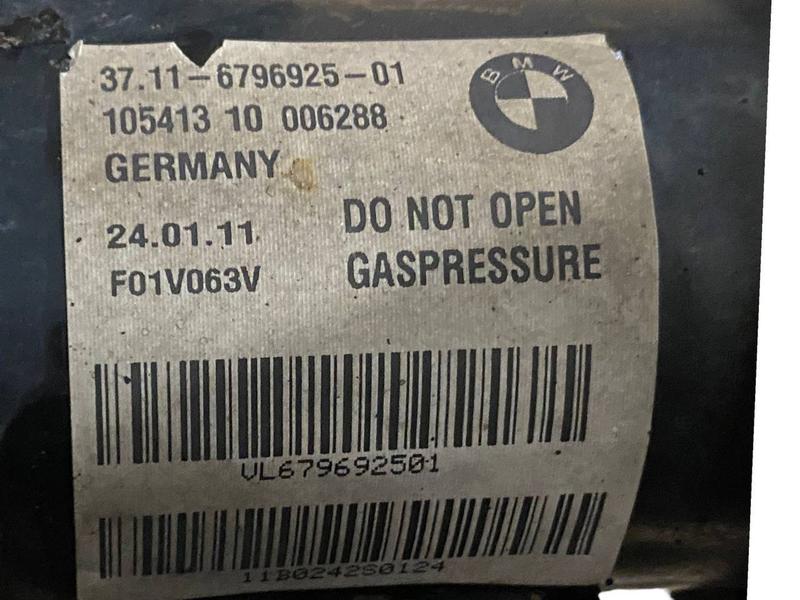 37.11-6796925-01
BMW
105413 10 006288
GERMANY
24.01.11
DO NOT OPEN
F01V063V
GASPRESSURE
VL679692501
11B0242S0124